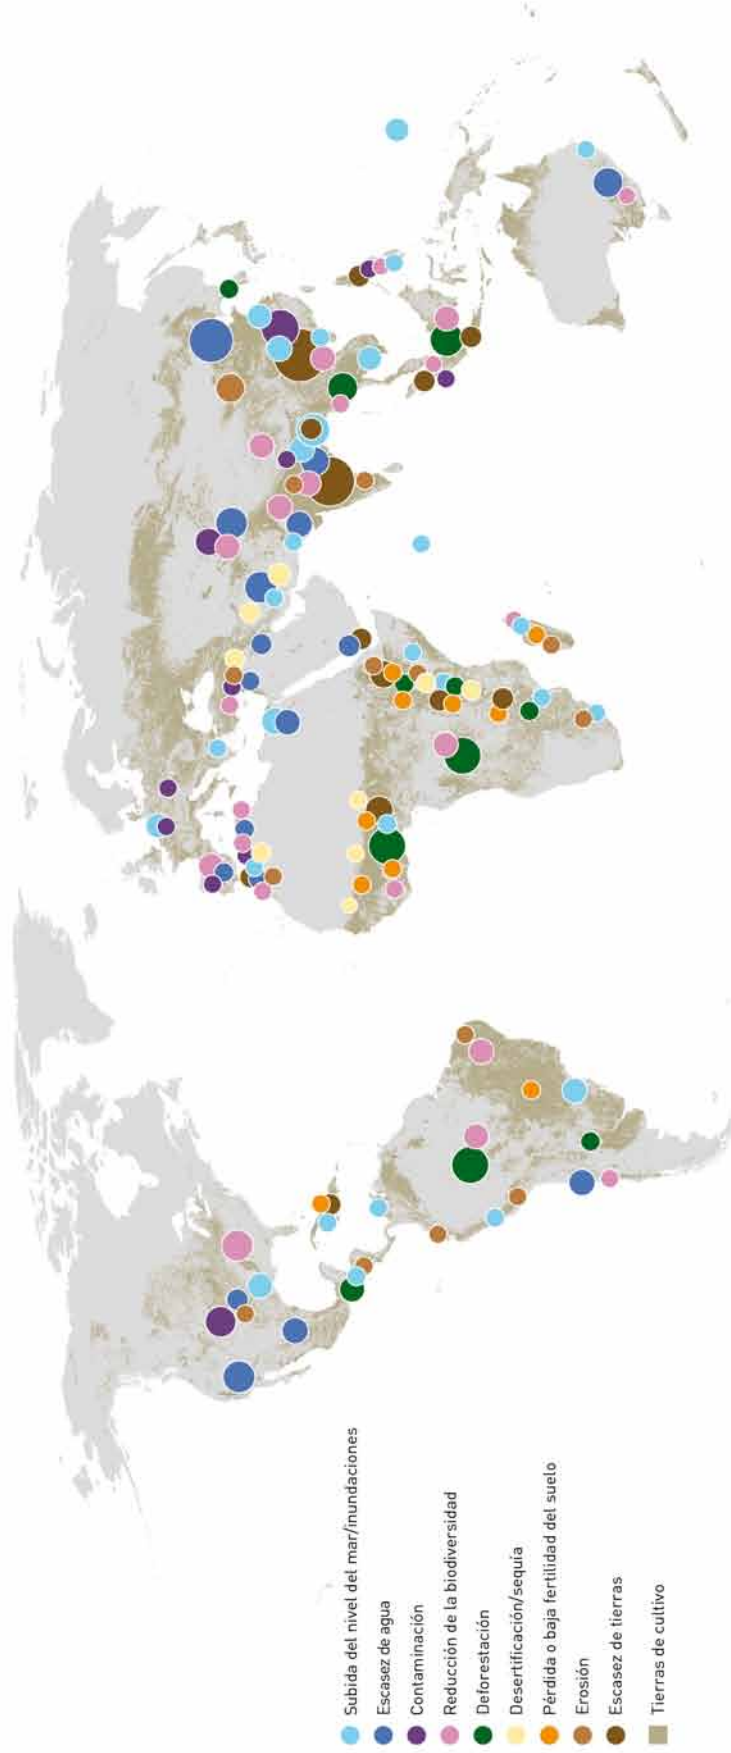 Subida del nivel del mar/inundaciones
Escasez de agua
Contaminación
Reducción de la biodiversidad
Deforestación
Desertificación/sequía
Pérdida o baja fertilidad del suelo
Erosión
Escasez de tierras
Tierras de cultivo